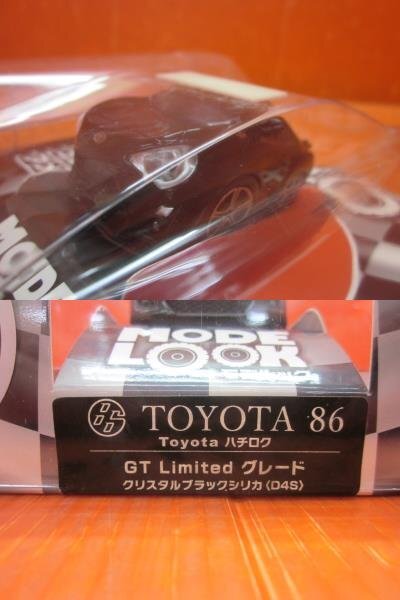 MODE
MODE
LOOK
86 TOYOTA 86
Toyota ハチロク
GT Limited グレード
クリスタルブラックシリカ〈D4S〉